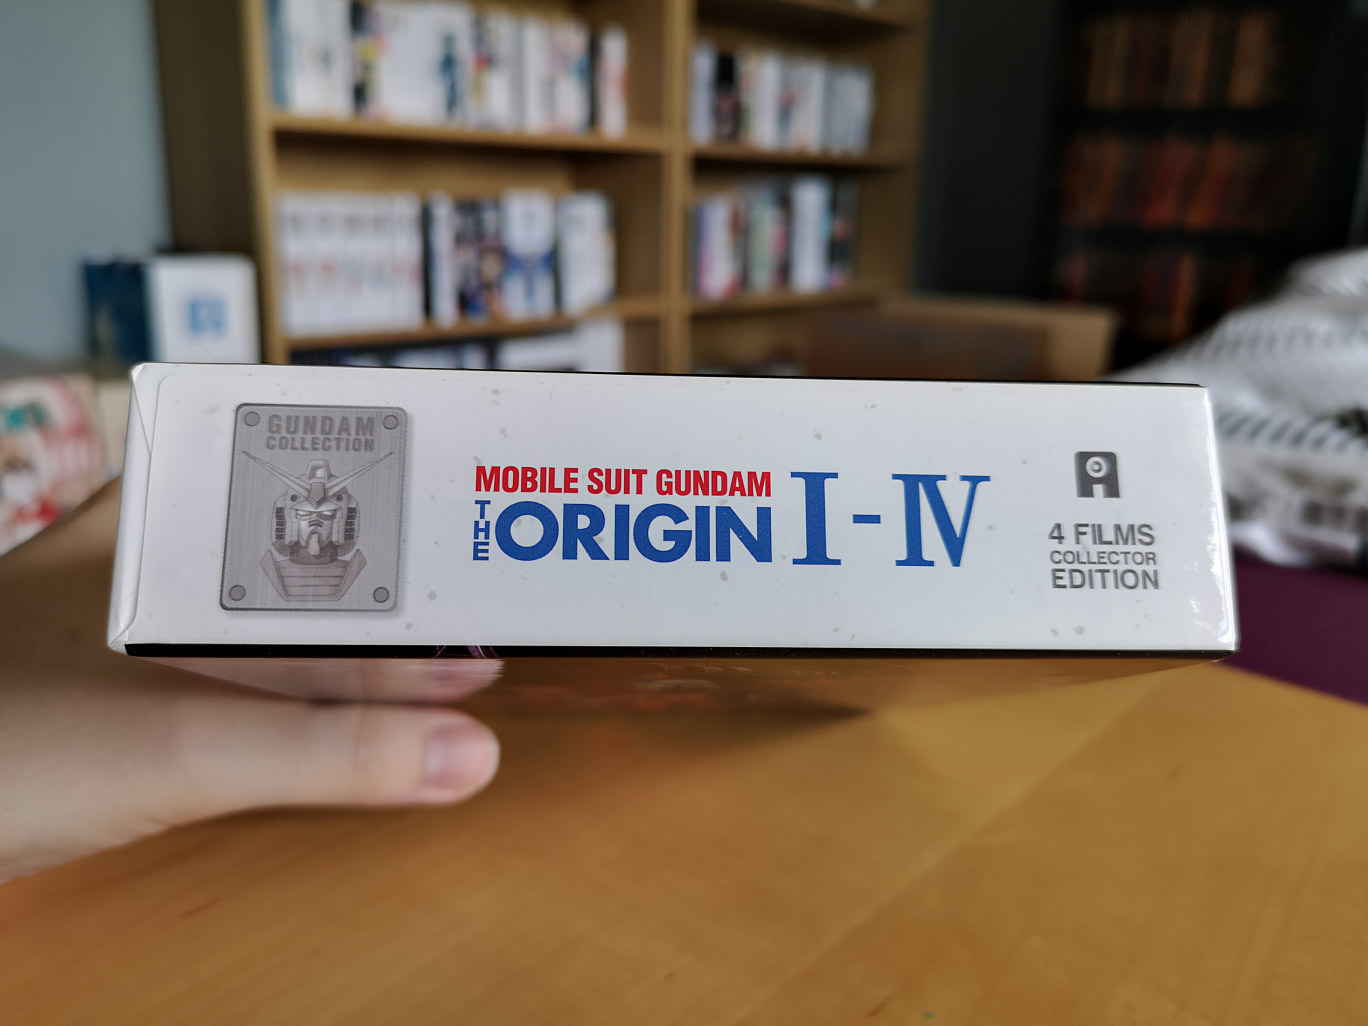 GUNDAM
COLLECTION
MOBILE SUIT GUNDAM
THE ORIGIN I-IV
4 FILMS
COLLECTOR
EDITION